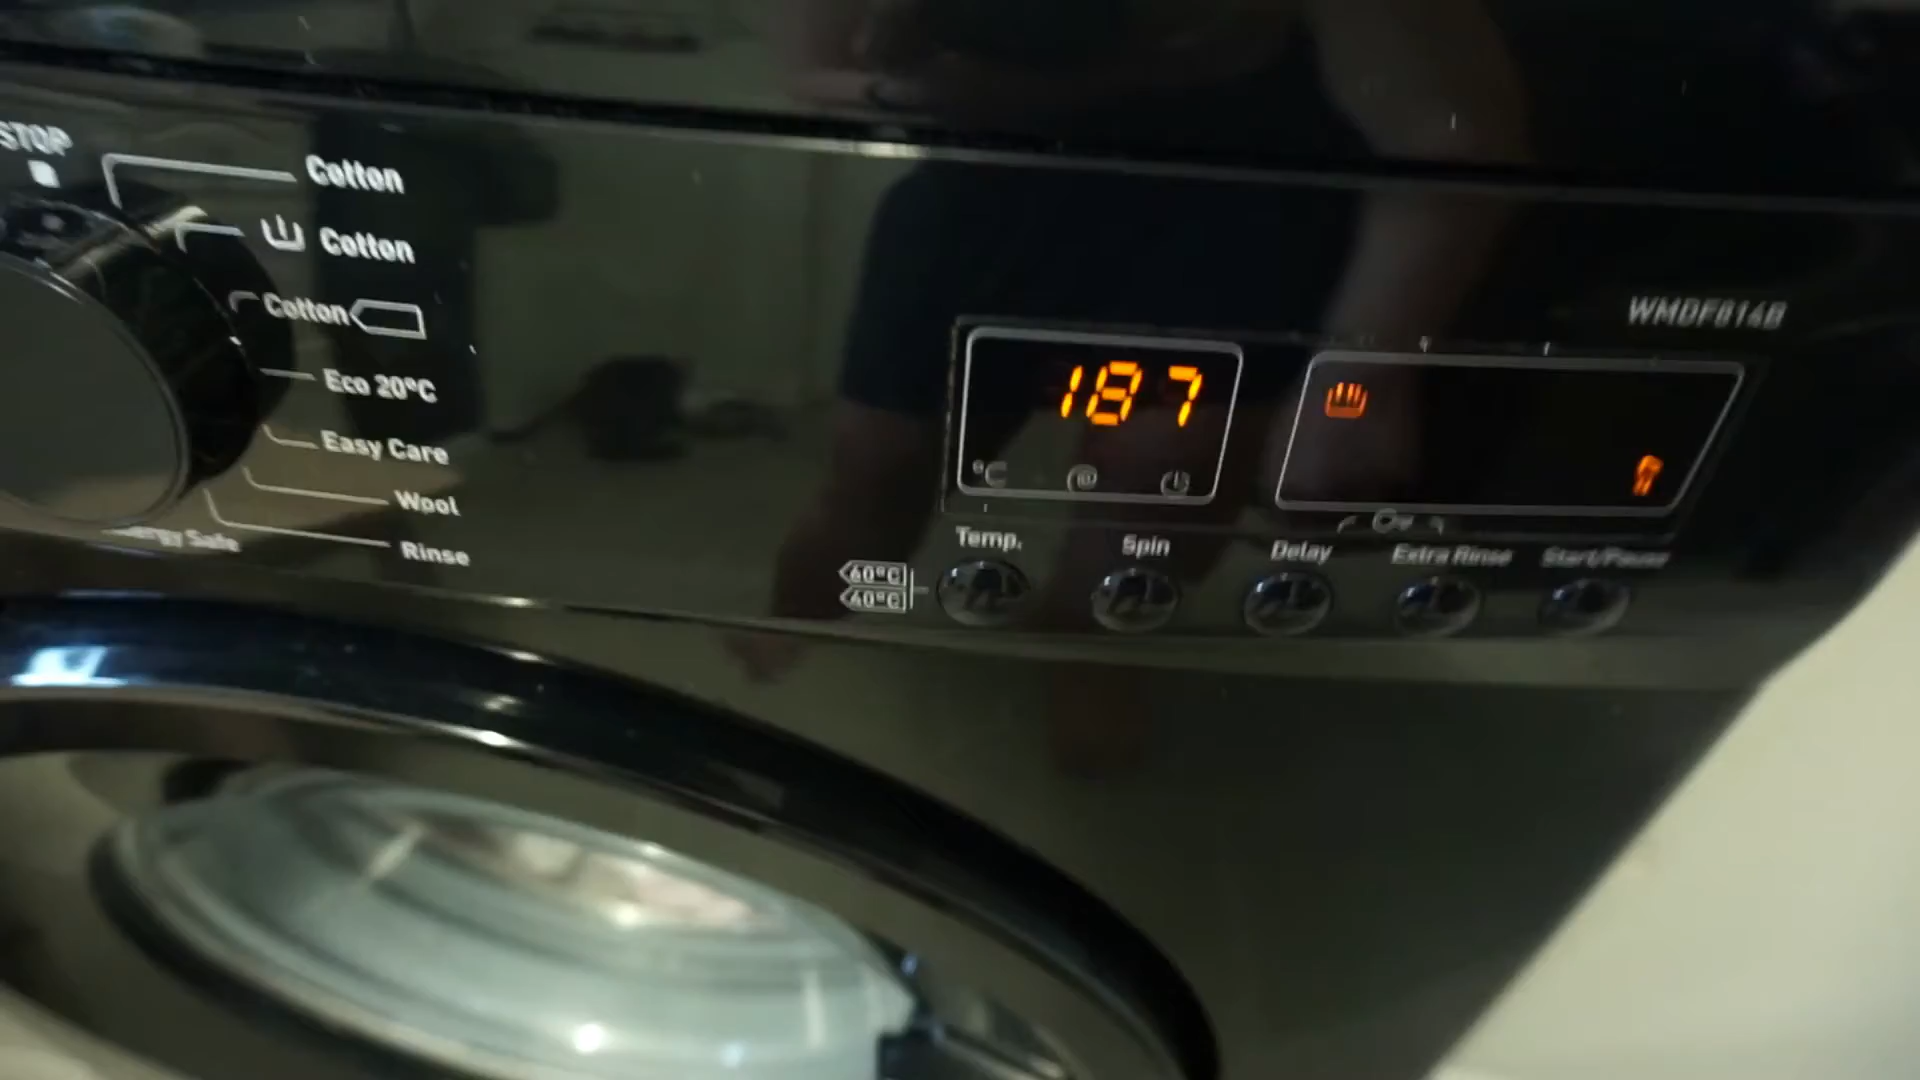 STOP
Cotton
Cotton
Cotton
Eco 20°C
Easy Care
Wool
Rinse
WMDF814B
187
°C
60°C
40°C
Temp.
Spin
Delay
Extra Rinse
Start/Pause